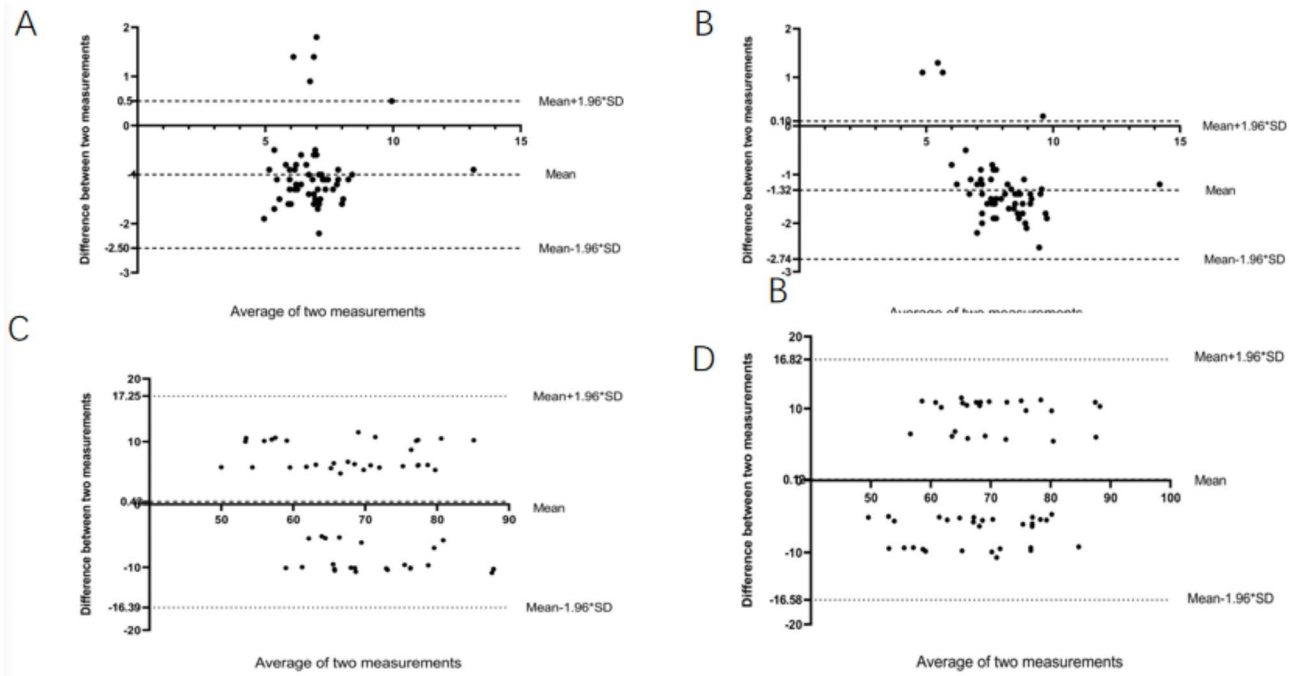 A
Difference between two measurements
2
1
0.5
0
-1
-2
-2.50
-3
5
10
15
Mean+1.96*SD
Mean
Mean-1.96*SD
Average of two measurements
B
Difference between two measurements
2
1
0
-1
-1.32
-2
-2.74
-3
5
10
15
Mean+1.96*SD
Mean
Mean-1.96*SD
B
Average of two measurements
C
Difference between two measurements
20
17.25
10
-10
-16.39
-20
50
60
70
80
90
Mean+1.96*SD
Mean
Mean-1.96*SD
Average of two measurements
D
Difference between two measurements
20
16.82
10
-10
-16.58
-20
50
60
70
80
90
100
Mean+1.96*SD
Mean
Mean-1.96*SD
Average of two measurements